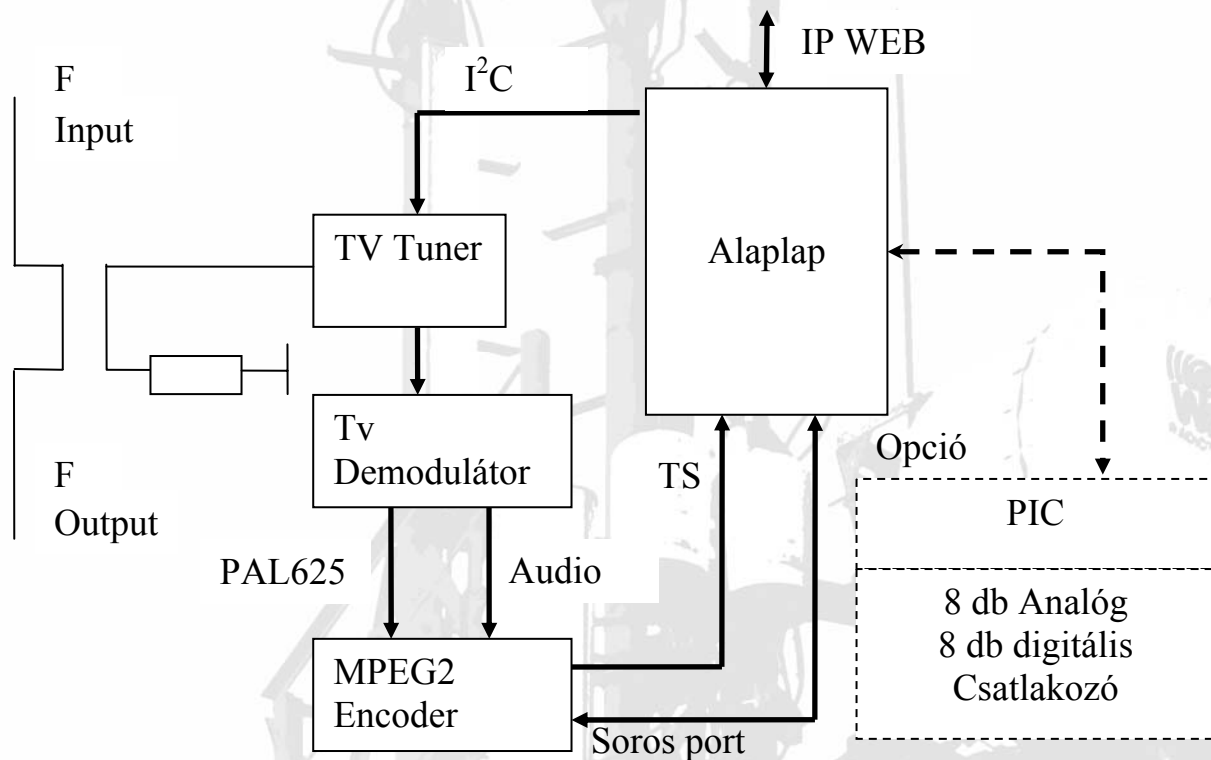 F
Input
I²C
IP WEB
TV Tuner
Alaplap
Tv
Demodulátor
F
Output
TS
Opció
PIC
PAL625
Audio
8 db Analóg
8 db digitális
Csatlakozó
MPEG2
Encoder
Soros port